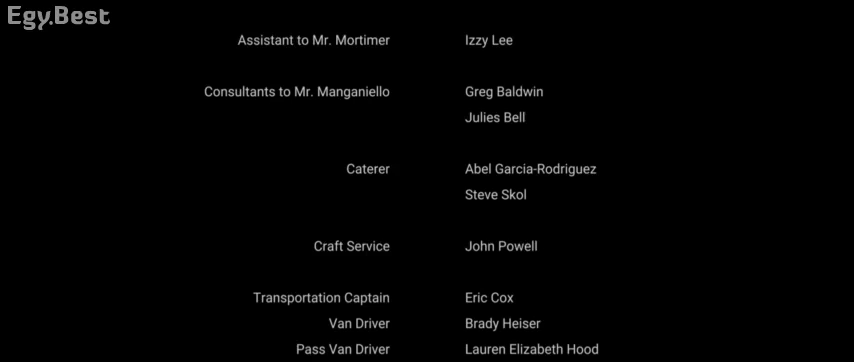 Egy.Best
Assistant to Mr. Mortimer Izzy Lee
Consultants to Mr. Manganiello Greg Baldwin
Julies Bell
Caterer Abel Garcia-Rodriguez
Steve Skol
Craft Service John Powell
Transportation Captain Eric Cox
Van Driver Brady Heiser
Pass Van Driver Lauren Elizabeth Hood